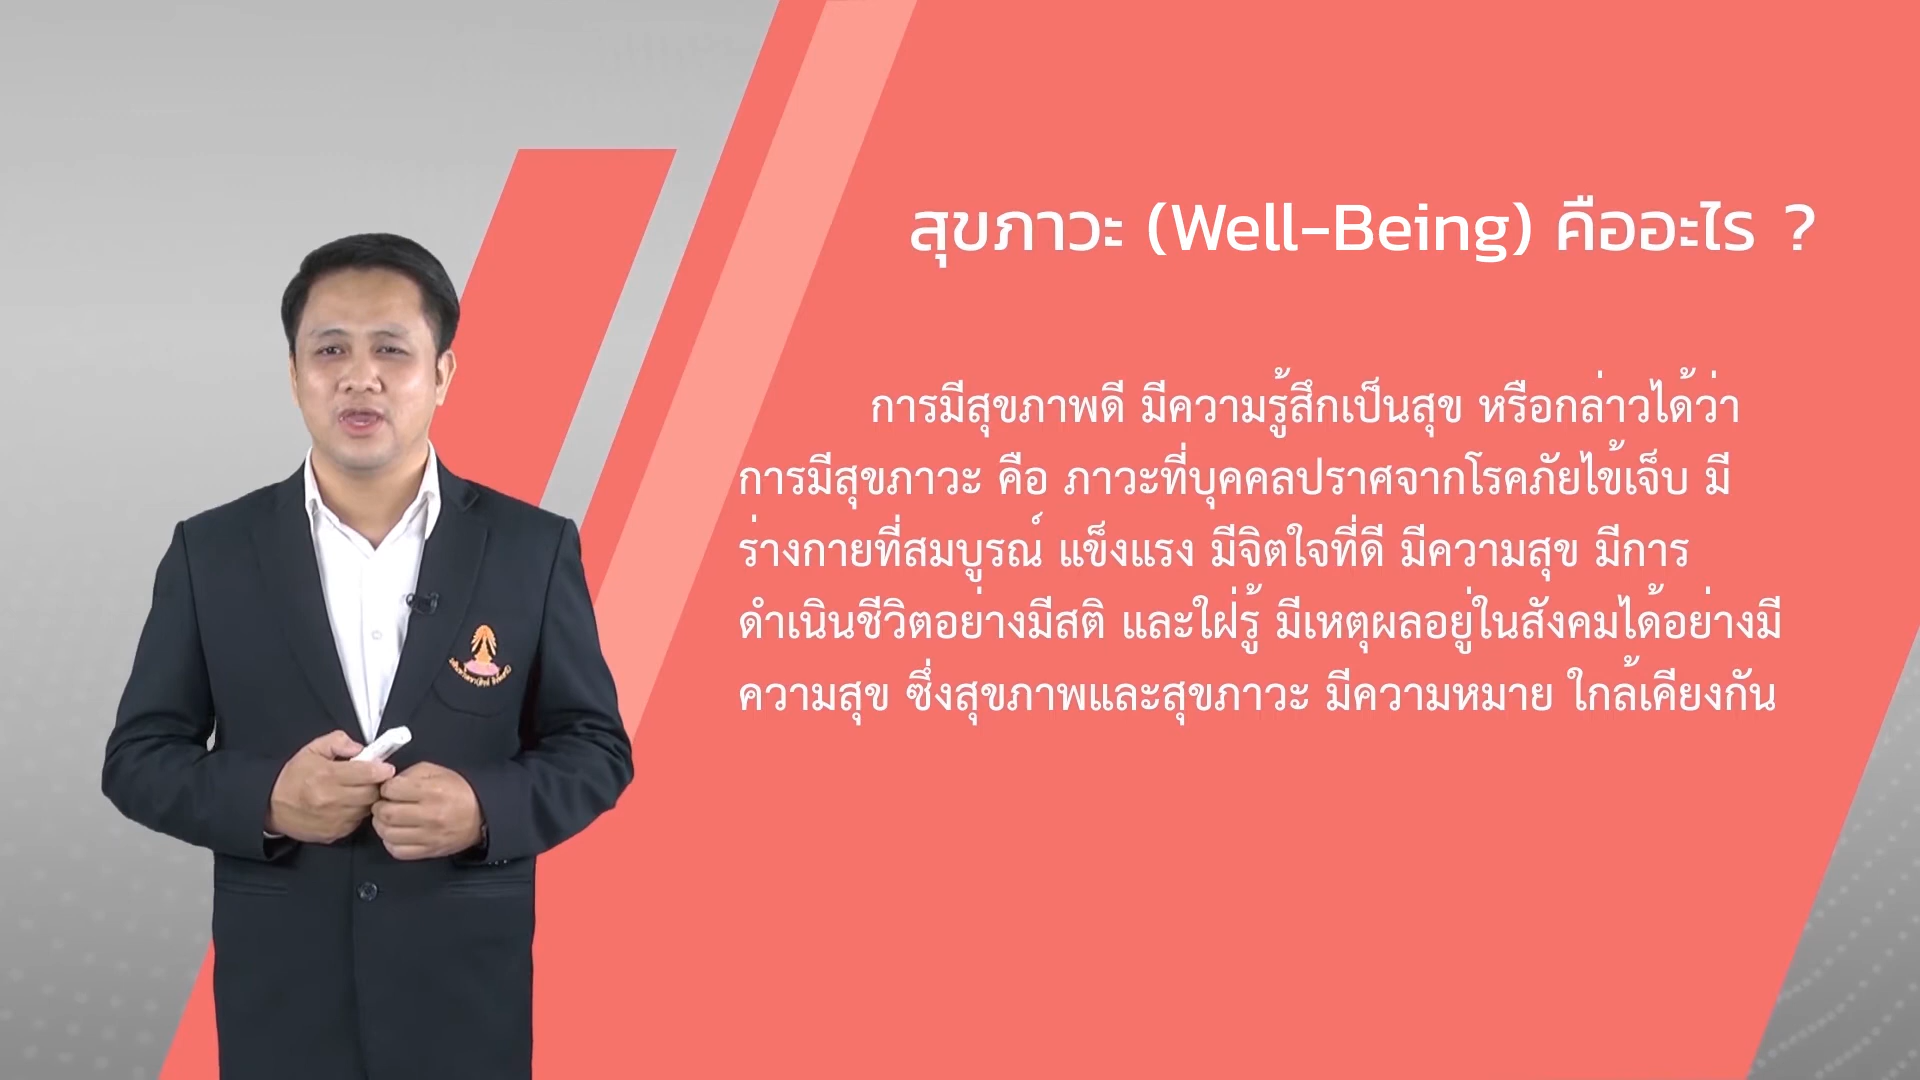 สุขภาวะ (Well-Being) คืออะไร ?
การมีสุขภาพดี มีความรู้สึกเป็นสุข หรือกล่าวได้ว่า
การมีสุขภาวะ คือ ภาวะที่บุคคลปราศจากโรคภัยไข้เจ็บ มี
ร่างกายที่สมบูรณ์ แข็งแรง มีจิตใจที่ดี มีความสุข มีการ
ดำเนินชีวิตอย่างมีสติ และใฝ่รู้ มีเหตุผลอยู่ในสังคมได้อย่างมี
ความสุข ซึ่งสุขภาพและสุขภาวะ มีความหมาย ใกล้เคียงกัน